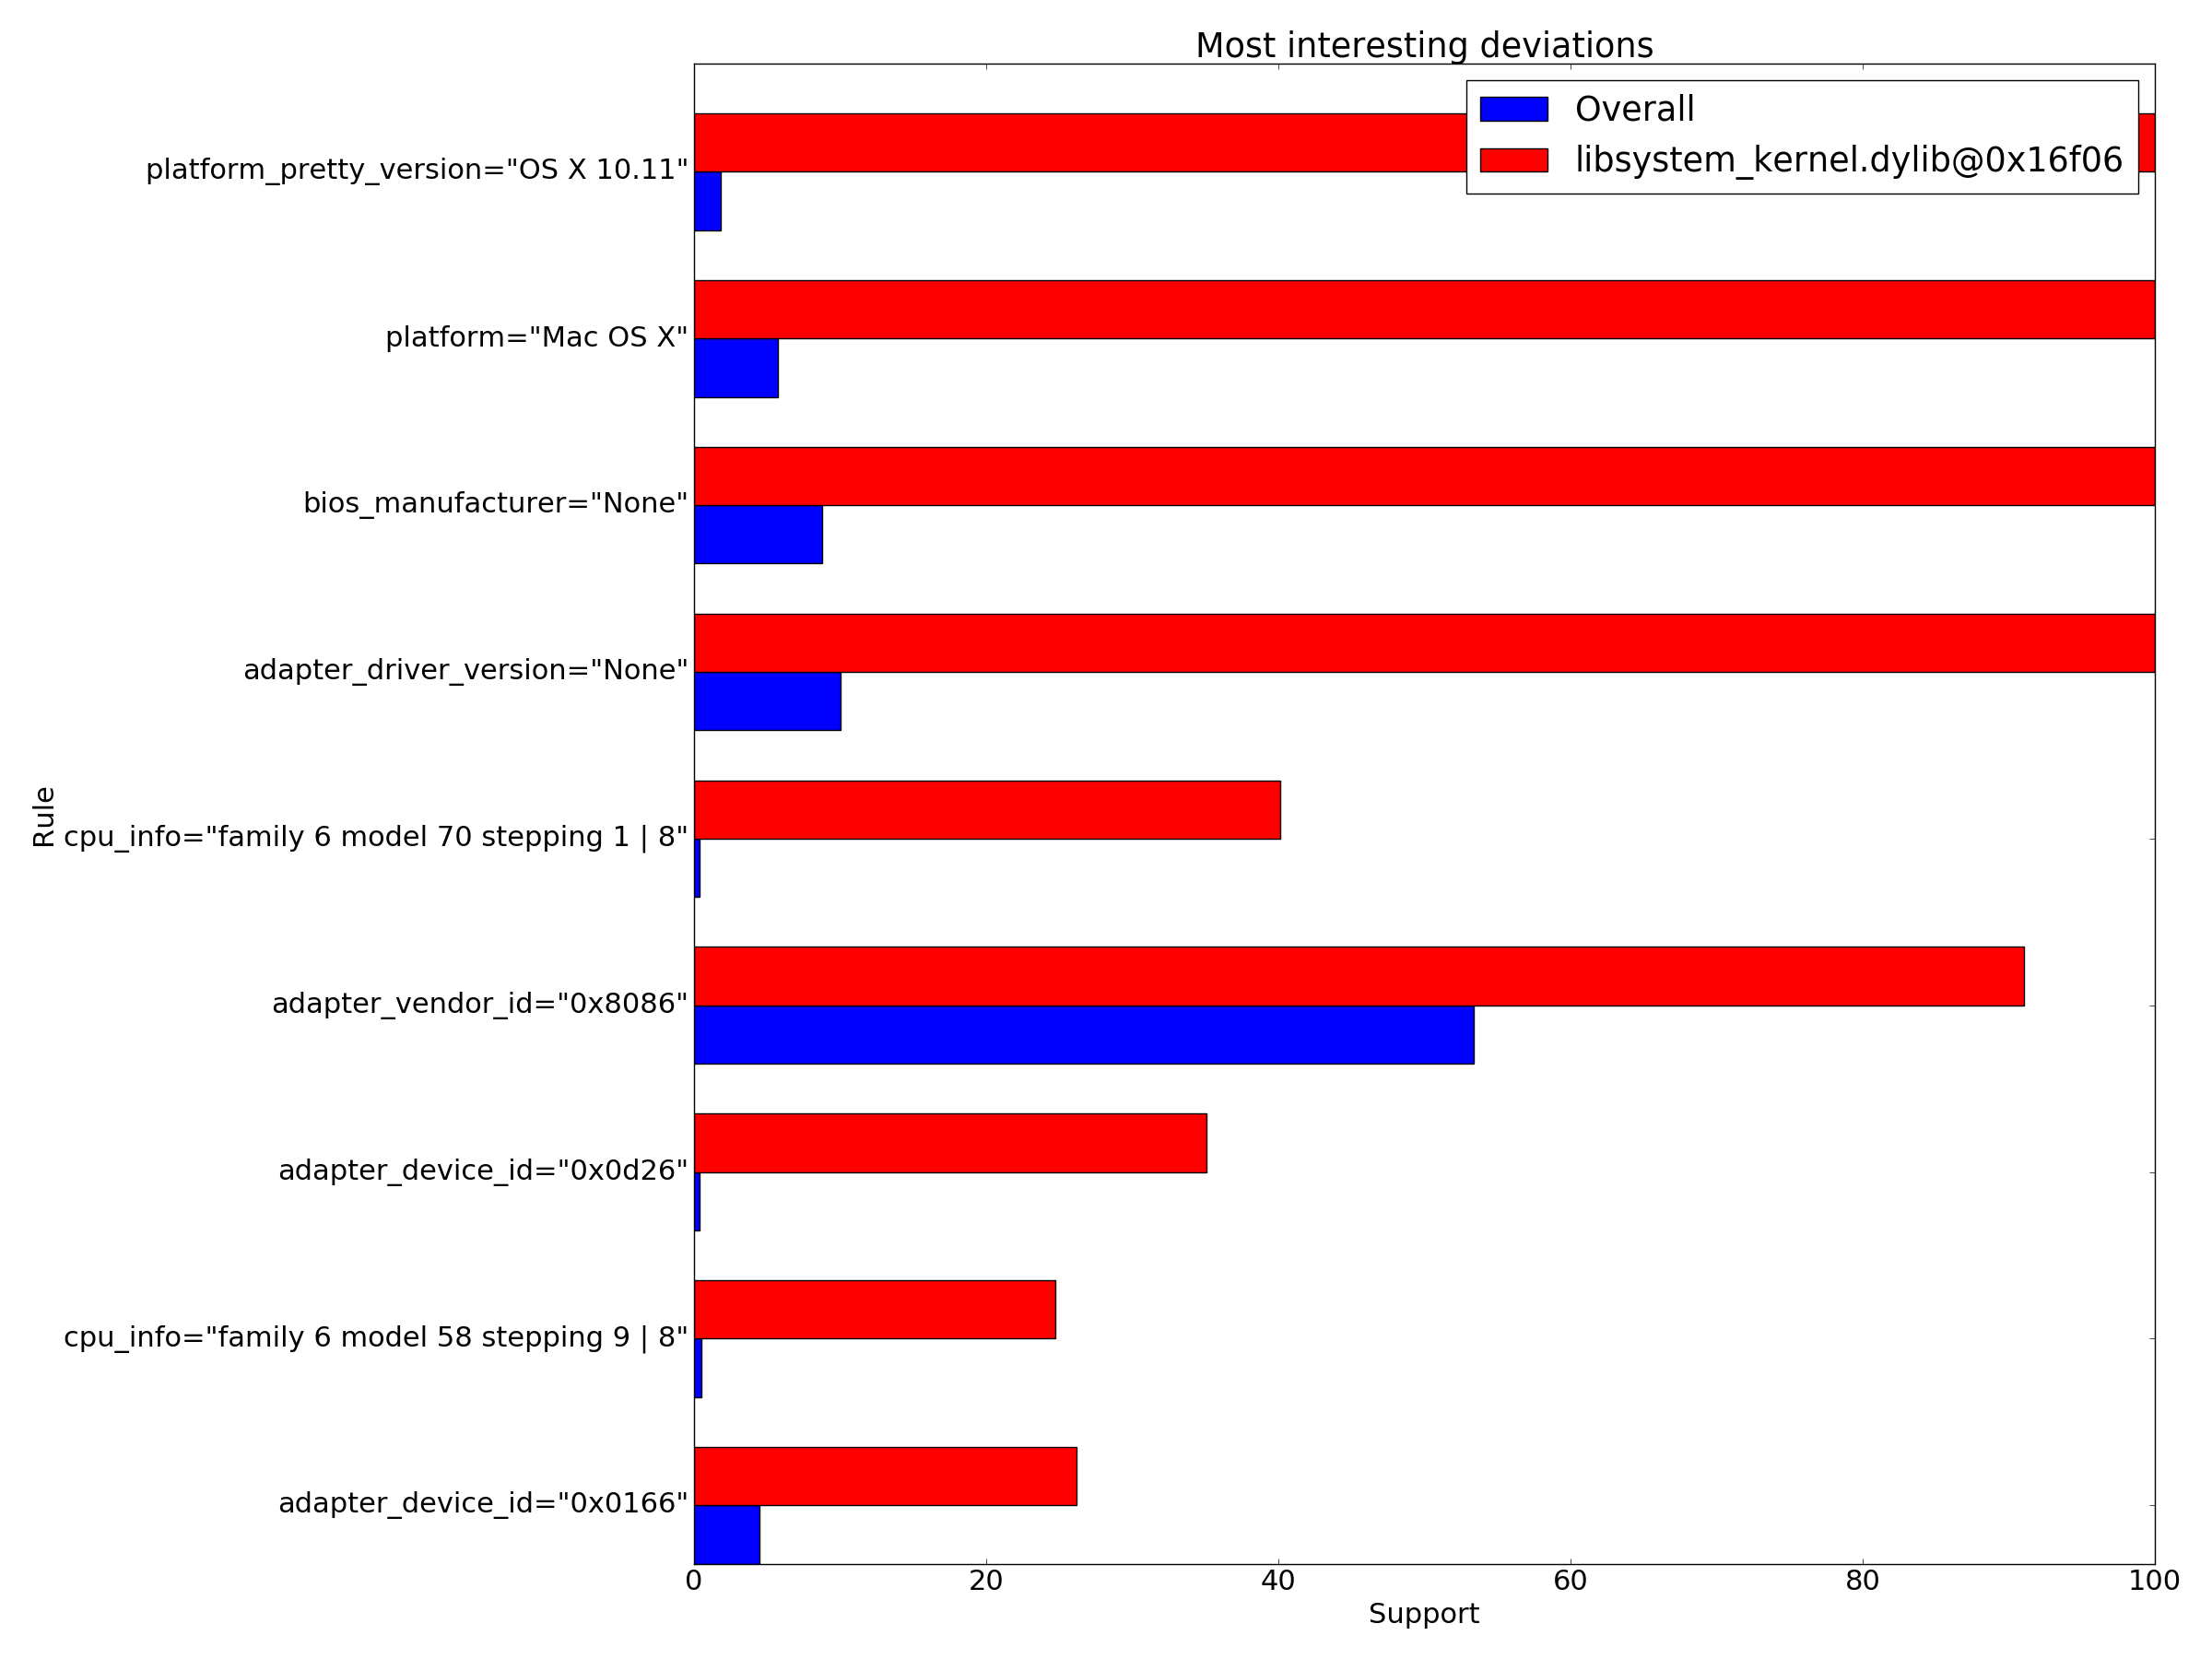 Most interesting deviations
Overall
libsystem_kernel.dylib@0x16f06
platform_pretty_version="OS X 10.11"
platform="Mac OS X"
bios_manufacturer="None"
adapter_driver_version="None"
Rule
cpu_info="family 6 model 70 stepping 1 | 8"
adapter_vendor_id="0x8086"
adapter_device_id="0x0d26"
cpu_info="family 6 model 58 stepping 9 | 8"
adapter_device_id="0x0166"
0 20 40 60 80 100
Support